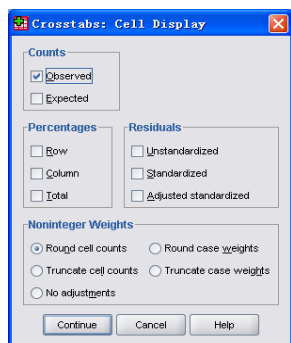 Crosstabs: Cell Display
Counts
Observed
Expected
Percentages
Row
Column
Total
Residuals
Unstandardized
Standardized
Adjusted standardized
Noninteger Weights
Round cell counts
Round case weights
Truncate cell counts
Truncate case weights
No adjustments
Continue
Cancel
Help